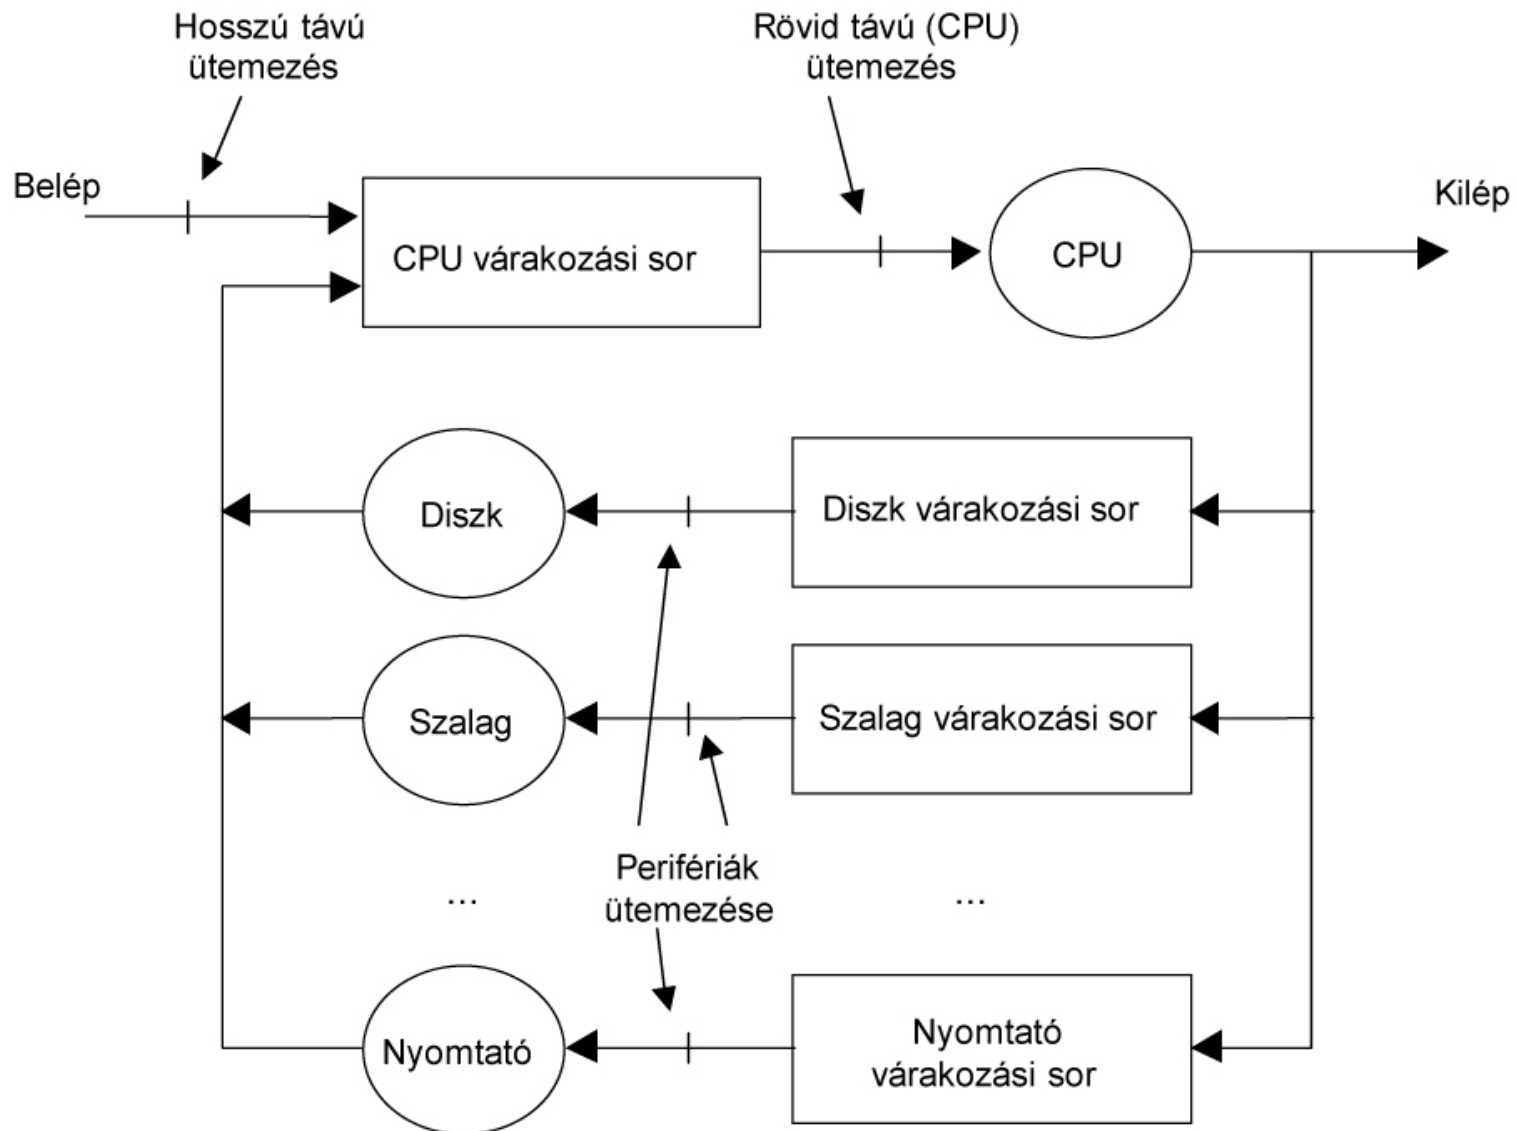 Hosszú távú
ütemezés
Rövid távú (CPU)
ütemezés
Belép
Kilép
CPU várakozási sor
CPU
Diszk
Diszk várakozási sor
Szalag
Szalag várakozási sor
Perifériák
ütemezése
...
...
Nyomtató
Nyomtató
várakozási sor